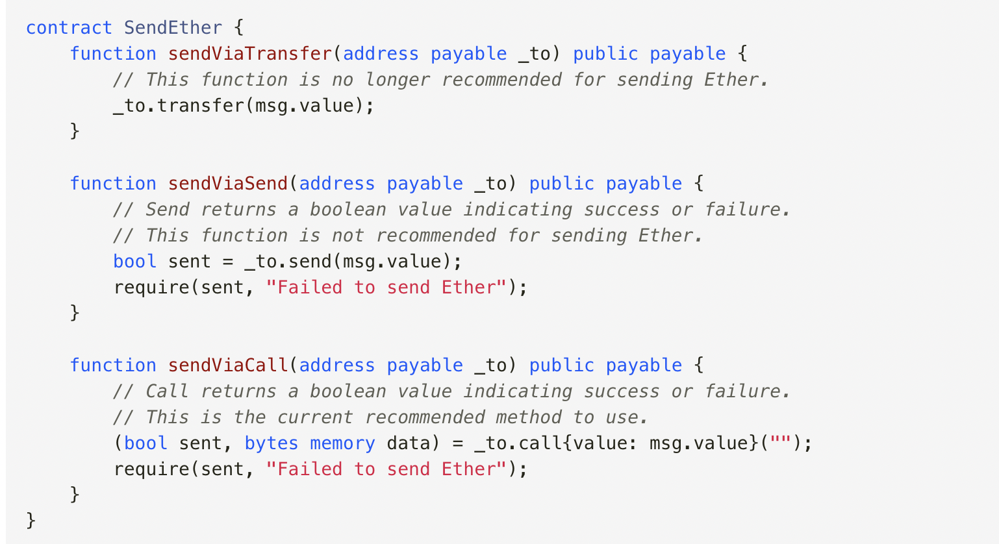 contract SendEther {
    function sendViaTransfer(address payable _to) public payable {
        // This function is no longer recommended for sending Ether.
        _to.transfer(msg.value);
    }

    function sendViaSend(address payable _to) public payable {
        // Send returns a boolean value indicating success or failure.
        // This function is not recommended for sending Ether.
        bool sent = _to.send(msg.value);
        require(sent, "Failed to send Ether");
    }

    function sendViaCall(address payable _to) public payable {
        // Call returns a boolean value indicating success or failure.
        // This is the current recommended method to use.
        (bool sent, bytes memory data) = _to.call{value: msg.value}("");
        require(sent, "Failed to send Ether");
    }
}